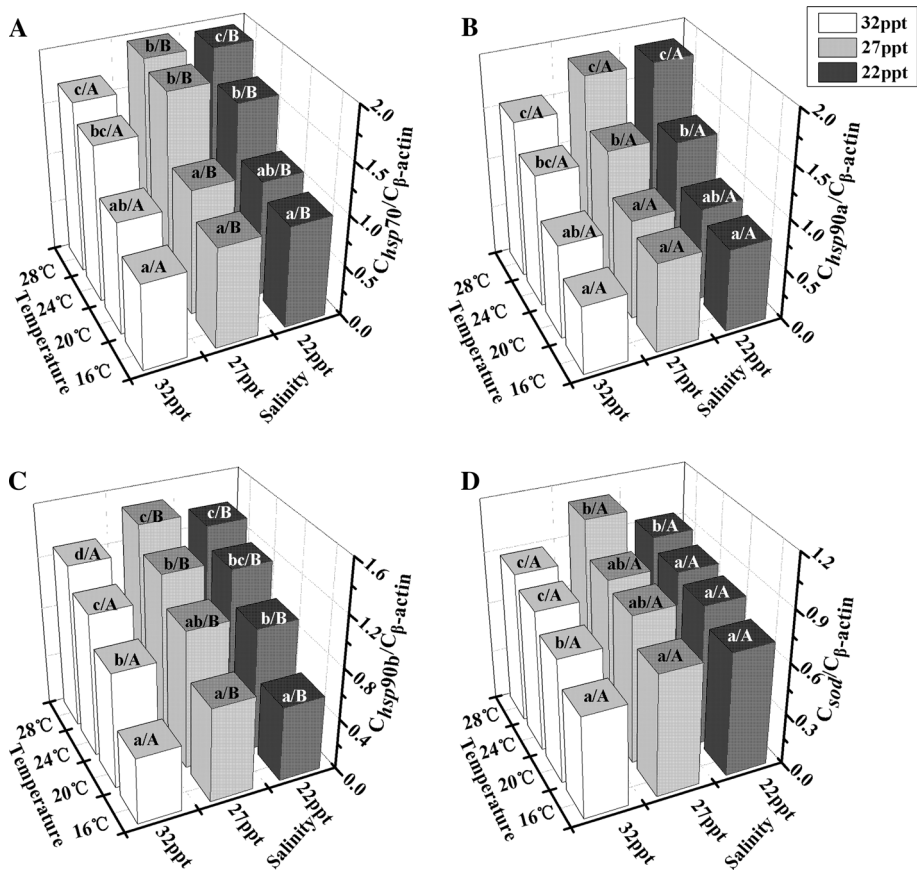 A
B
32ppt
27ppt
22ppt
c/A
b/B
c/B
bc/A
b/B
b/B
ab/A
a/B
ab/B
a/A
a/B
a/B
2.0
1.5
1.0
0.5
0.0
Chsp70/Cβ-actin
28℃
24℃
20℃
16℃
Temperature
32ppt
27ppt
22ppt
Salinity
c/A
c/A
c/A
bc/A
b/A
b/A
ab/A
a/A
ab/A
a/A
a/A
a/A
2.0
1.5
1.0
0.5
0.0
Chsp90a/Cβ-actin
28℃
24℃
20℃
16℃
Temperature
32ppt
27ppt
22ppt
Salinity
C
D
d/A
c/B
c/B
c/A
b/B
bc/B
b/A
ab/B
b/B
a/A
a/B
a/B
1.6
1.2
0.8
0.4
0.0
Chsp90b/Cβ-actin
28℃
24℃
20℃
16℃
Temperature
32ppt
27ppt
22ppt
Salinity
c/A
b/A
b/A
c/A
ab/A
a/A
b/A
ab/A
a/A
a/A
a/A
a/A
1.2
0.9
0.6
0.3
0.0
Csod/Cβ-actin
28℃
24℃
20℃
16℃
Temperature
32ppt
27ppt
22ppt
Salinity